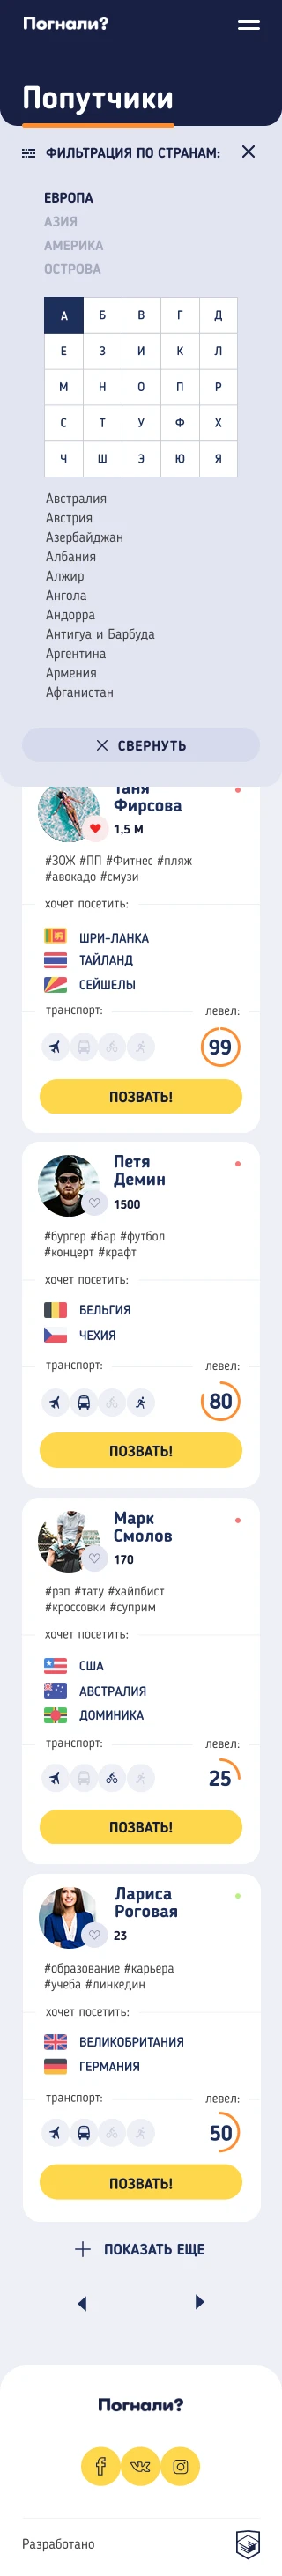 Погнали?
Попутчики
ФИЛЬТРАЦИЯ ПО СТРАНАМ:
ЕВРОПА
АЗИЯ
АМЕРИКА
ОСТРОВА
А Б В Г Д
Е З И К Л
М Н О П Р
С Т У Ф Х
Ч Ш Э Ю Я
Австралия
Австрия
Азербайджан
Албания
Алжир
Ангола
Андорра
Антигуа и Барбуда
Аргентина
Армения
Афганистан
СВЕРНУТЬ
Таня
Фирсова
1,5 М
#ЗОЖ #ПП #Фитнес #пляж
#авокадо #смузи
хочет посетить:
ШРИ-ЛАНКА
ТАЙЛАНД
СЕЙШЕЛЫ
транспорт: левел:
99
ПОЗВАТЬ!
Петя
Демин
1500
#бургер #бар #футбол
#концерт #крафт
хочет посетить:
БЕЛЬГИЯ
ЧЕХИЯ
транспорт: левел:
80
ПОЗВАТЬ!
Марк
Смолов
170
#рэп #тату #хайпбист
#кроссовки #суприм
хочет посетить:
США
АВСТРАЛИЯ
ДОМИНИКА
транспорт: левел:
25
ПОЗВАТЬ!
Лариса
Роговая
23
#образование #карьера
#учеба #линкедин
хочет посетить:
ВЕЛИКОБРИТАНИЯ
ГЕРМАНИЯ
транспорт: левел:
50
ПОЗВАТЬ!
ПОКАЗАТЬ ЕЩЕ
Погнали?
Разработано